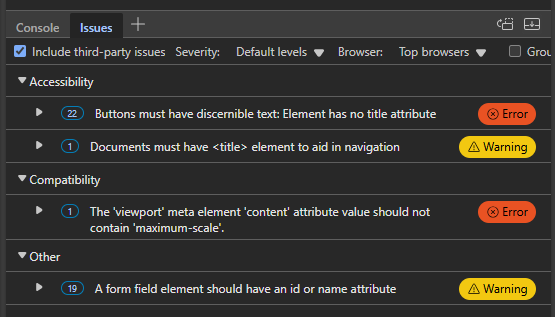 Console Issues
Include third-party issues Severity: Default levels Browser: Top browsers Grou
Accessibility
22 Buttons must have discernible text: Element has no title attribute Error
1 Documents must have <title> element to aid in navigation Warning
Compatibility
1 The 'viewport' meta element 'content' attribute value should not Error
contain 'maximum-scale'.
Other
19 A form field element should have an id or name attribute Warning